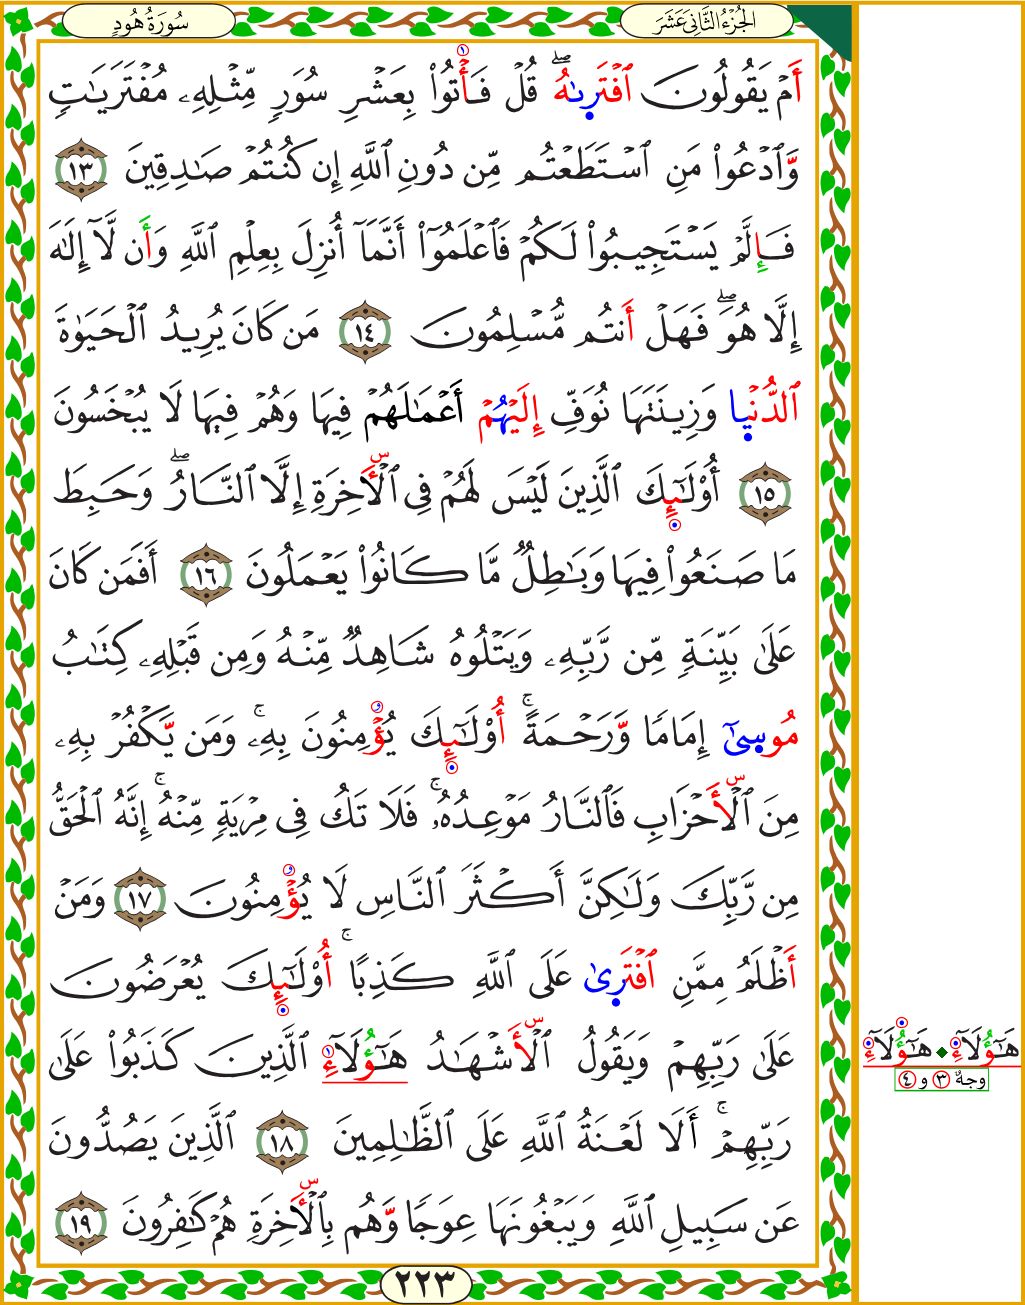 الجُزْءُ الثَّانِي عَشَرَ
سُورَةُ هُودٍ
أَمْ يَقُولُونَ ٱفْتَرَىٰهُ ۖ قُلْ فَأْتُوا۟ بِعَشْرِ سُوَرٍ مِّثْلِهِۦ مُفْتَرَيَـٰتٍ
وَّٱدْعُوا۟ مَنِ ٱسْتَطَعْتُم مِّن دُونِ ٱللَّهِ إِن كُنتُمْ صَـٰدِقِينَ ١٣
فَإِلَّمْ يَسْتَجِيبُوا۟ لَكُمْ فَٱعْلَمُوٓا۟ أَنَّمَآ أُنزِلَ بِعِلْمِ ٱللَّهِ وَأَن لَّآ إِلَـٰهَ
إِلَّا هُوَ ۖ فَهَلْ أَنتُم مُّسْلِمُونَ ١٤ مَن كَانَ يُرِيدُ ٱلْحَيَوٰةَ
ٱلدُّنْيَا وَزِينَتَهَا نُوَفِّ إِلَيْهُمْ أَعْمَـٰلَهُمْ فِيهَا وَهُمْ فِيهَا لَا يُبْخَسُونَ
١٥ أُو۟لَـٰٓئِكَ ٱلَّذِينَ لَيْسَ لَهُمْ فِى ٱلْـَٔاخِرَةِ إِلَّا ٱلنَّارُ ۖ وَحَبِطَ
مَا صَنَعُوا۟ فِيهَا وَبَـٰطِلٌ مَّا كَانُوا۟ يَعْمَلُونَ ١٦ أَفَمَن كَانَ
عَلَىٰ بَيِّنَةٍ مِّن رَّبِّهِۦ وَيَتْلُوهُ شَاهِدٌ مِّنْهُ وَمِن قَبْلِهِۦ كِتَـٰبُ
مُوسَىٰٓ إِمَامًا وَّرَحْمَةً ۚ أُو۟لَـٰٓئِكَ يُؤْمِنُونَ بِهِۦ ۚ وَمَن يَّكْفُرْ بِهِۦ
مِنَ ٱلْأَحْزَابِ فَٱلنَّارُ مَوْعِدُهُۥ ۚ فَلَا تَكُ فِى مِرْيَةٍ مِّنْهُ ۚ إِنَّهُ ٱلْحَقُّ
مِن رَّبِّكَ وَلَـٰكِنَّ أَكْثَرَ ٱلنَّاسِ لَا يُؤْمِنُونَ ١٧ وَمَنْ
أَظْلَمُ مِمَّنِ ٱفْتَرَىٰ عَلَى ٱللَّهِ كَذِبًا ۚ أُو۟لَـٰٓئِكَ يُعْرَضُونَ
عَلَىٰ رَبِّهِمْ وَيَقُولُ ٱلْأَشْهَـٰدُ هَـٰٓؤُلَآءِ ٱلَّذِينَ كَذَبُوا۟ عَلَىٰ
رَبِّهِمْ ۚ أَلَا لَعْنَةُ ٱللَّهِ عَلَى ٱلظَّـٰلِمِينَ ١٨ ٱلَّذِينَ يَصُدُّونَ
عَن سَبِيلِ ٱللَّهِ وَيَبْغُونَهَا عِوَجًا وَّهُم بِٱلْـَٔاخِرَةِ هُمْ كَـٰفِرُونَ ١٩
٢٢٣
هَـٰٓؤُلَآءِ هَـٰٓؤُلَآءِ
وجهٌ ٣ و ٤